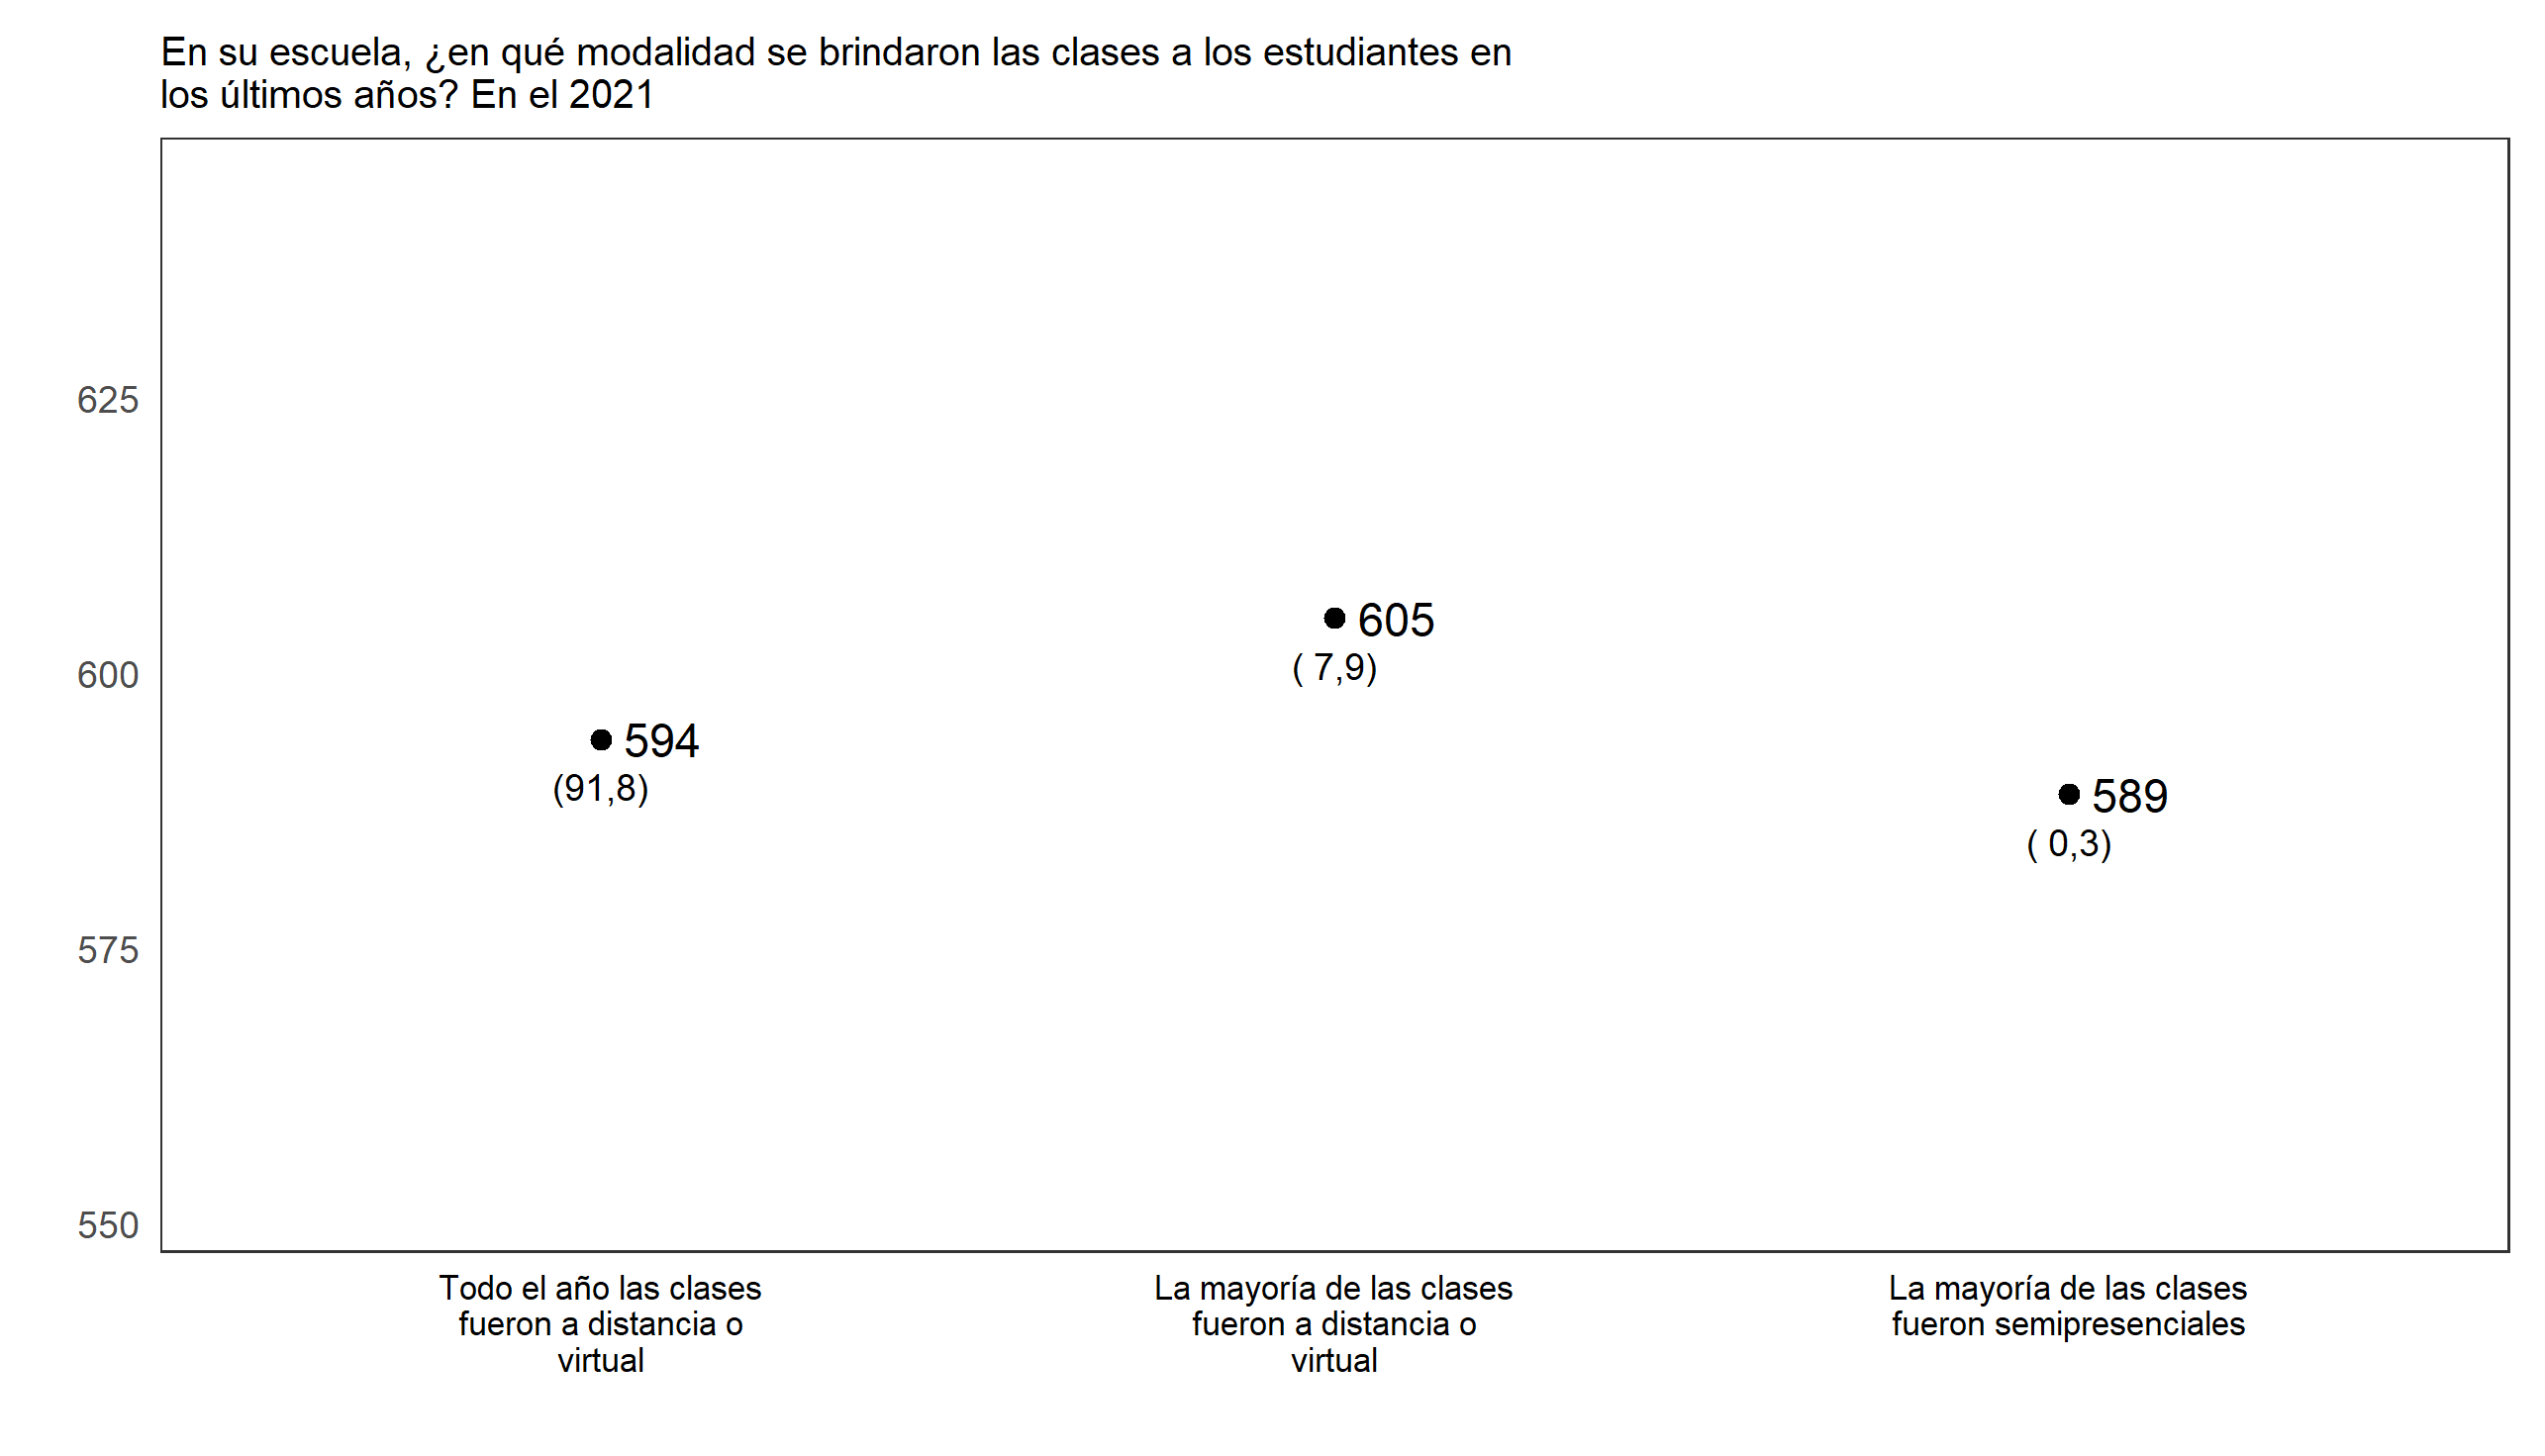 En su escuela, ¿en qué modalidad se brindaron las clases a los estudiantes en
los últimos años? En el 2021
625
600
575
550
594
(91,8)
605
( 7,9)
589
( 0,3)
Todo el año las clases
fueron a distancia o
virtual
La mayoría de las clases
fueron a distancia o
virtual
La mayoría de las clases
fueron semipresenciales